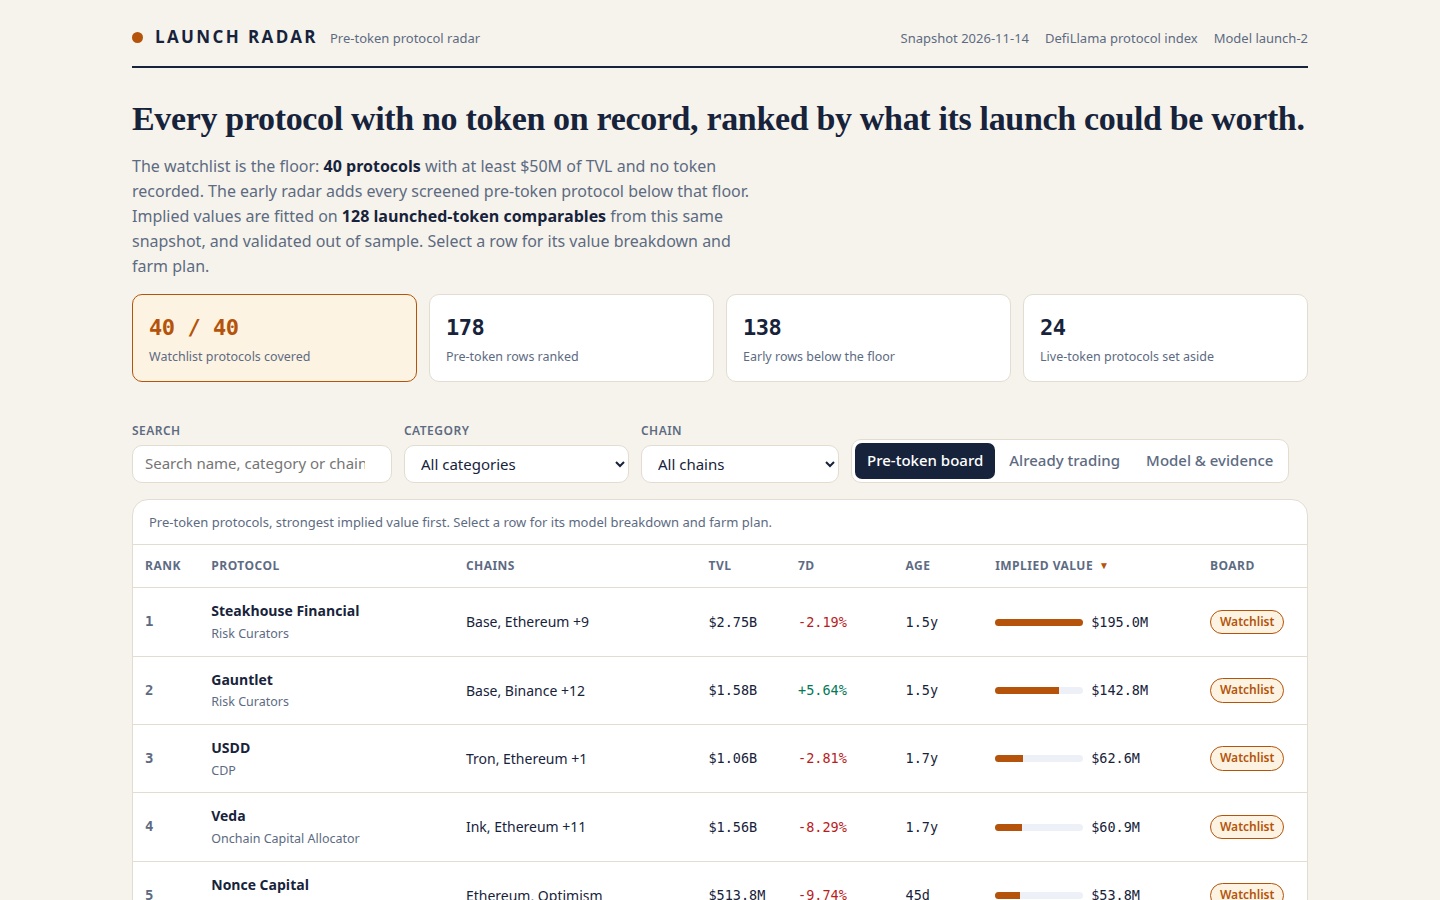 LAUNCH RADAR Pre-token protocol radar Snapshot 2026-11-14 DefiLlama protocol index Model launch-2
Every protocol with no token on record, ranked by what its launch could be worth.
The watchlist is the floor: 40 protocols with at least $50M of TVL and no token
recorded. The early radar adds every screened pre-token protocol below that floor.
Implied values are fitted on 128 launched-token comparables from this same
snapshot, and validated out of sample. Select a row for its value breakdown and
farm plan.
40 / 40
Watchlist protocols covered
178
Pre-token rows ranked
138
Early rows below the floor
24
Live-token protocols set aside
SEARCH CATEGORY CHAIN
Search name, category or chain All categories All chains Pre-token board Already trading Model & evidence
Pre-token protocols, strongest implied value first. Select a row for its model breakdown and farm plan.
RANK PROTOCOL CHAINS TVL 7D AGE IMPLIED VALUE ▼ BOARD
1 Steakhouse Financial Base, Ethereum +9 $2.75B -2.19% 1.5y $195.0M Watchlist
Risk Curators
2 Gauntlet Base, Binance +12 $1.58B +5.64% 1.5y $142.8M Watchlist
Risk Curators
3 USDD Tron, Ethereum +1 $1.06B -2.81% 1.7y $62.6M Watchlist
CDP
4 Veda Ink, Ethereum +11 $1.56B -8.29% 1.7y $60.9M Watchlist
Onchain Capital Allocator
5 Nonce Capital Ethereum, Optimism $513.8M -9.74% 45d $53.8M Watchlist